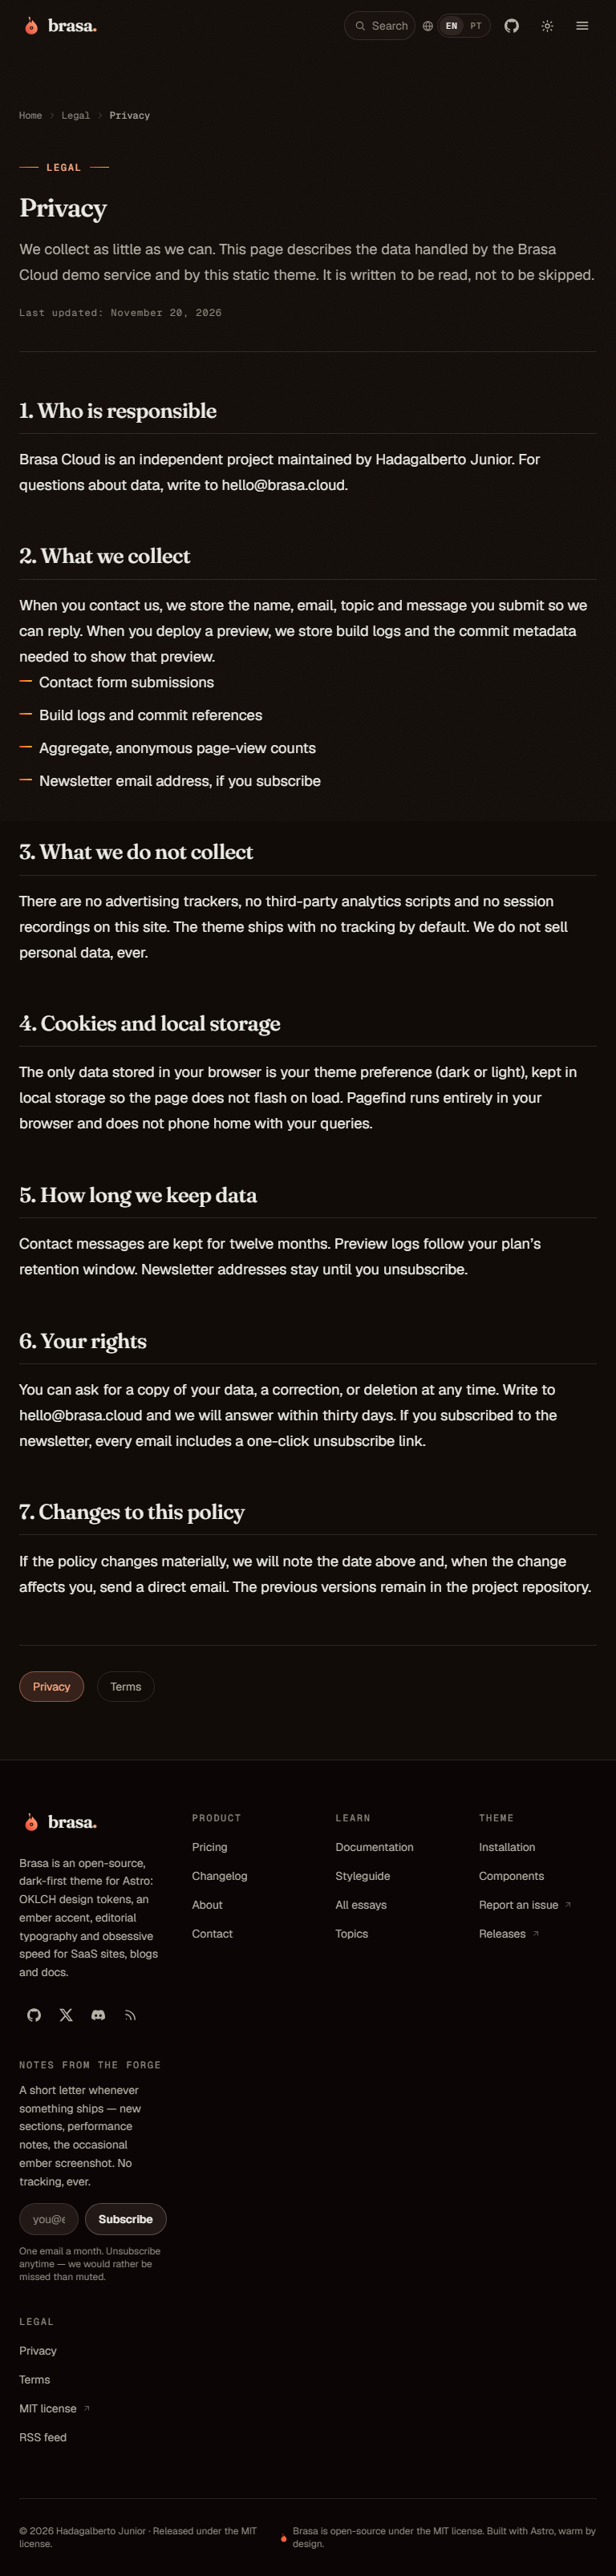 brasa.
Search
EN PT
Home > Legal > Privacy
LEGAL
Privacy
We collect as little as we can. This page describes the data handled by the Brasa
Cloud demo service and by this static theme. It is written to be read, not to be skipped.
Last updated: November 20, 2026
1. Who is responsible
Brasa Cloud is an independent project maintained by Hadagalberto Junior. For
questions about data, write to hello@brasa.cloud.
2. What we collect
When you contact us, we store the name, email, topic and message you submit so we
can reply. When you deploy a preview, we store build logs and the commit metadata
needed to show that preview.
Contact form submissions
Build logs and commit references
Aggregate, anonymous page-view counts
Newsletter email address, if you subscribe
3. What we do not collect
There are no advertising trackers, no third-party analytics scripts and no session
recordings on this site. The theme ships with no tracking by default. We do not sell
personal data, ever.
4. Cookies and local storage
The only data stored in your browser is your theme preference (dark or light), kept in
local storage so the page does not flash on load. Pagefind runs entirely in your
browser and does not phone home with your queries.
5. How long we keep data
Contact messages are kept for twelve months. Preview logs follow your plan’s
retention window. Newsletter addresses stay until you unsubscribe.
6. Your rights
You can ask for a copy of your data, a correction, or deletion at any time. Write to
hello@brasa.cloud and we will answer within thirty days. If you subscribed to the
newsletter, every email includes a one-click unsubscribe link.
7. Changes to this policy
If the policy changes materially, we will note the date above and, when the change
affects you, send a direct email. The previous versions remain in the project repository.
Privacy
Terms
brasa.
Brasa is an open-source,
dark-first theme for Astro:
OKLCH design tokens, an
ember accent, editorial
typography and obsessive
speed for SaaS sites, blogs
and docs.
NOTES FROM THE FORGE
A short letter whenever
something ships — new
sections, performance
notes, the occasional
ember screenshot. No
tracking, ever.
you@e
Subscribe
One email a month. Unsubscribe
anytime — we would rather be
missed than muted.
PRODUCT
Pricing
Changelog
About
Contact
LEARN
Documentation
Styleguide
All essays
Topics
THEME
Installation
Components
Report an issue ↗
Releases ↗
LEGAL
Privacy
Terms
MIT license ↗
RSS feed
© 2026 Hadagalberto Junior · Released under the MIT
license.
Brasa is open-source under the MIT license. Built with Astro, warm by
design.